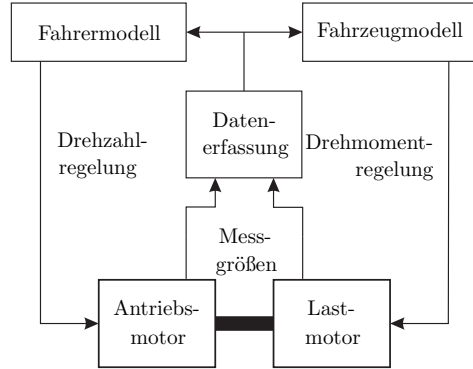 Fahrermodell
Fahrzeugmodell
Daten-
erfassung
Drehzahl-
regelung
Drehmoment-
regelung
Mess-
größen
Antriebs-
motor
Last-
motor